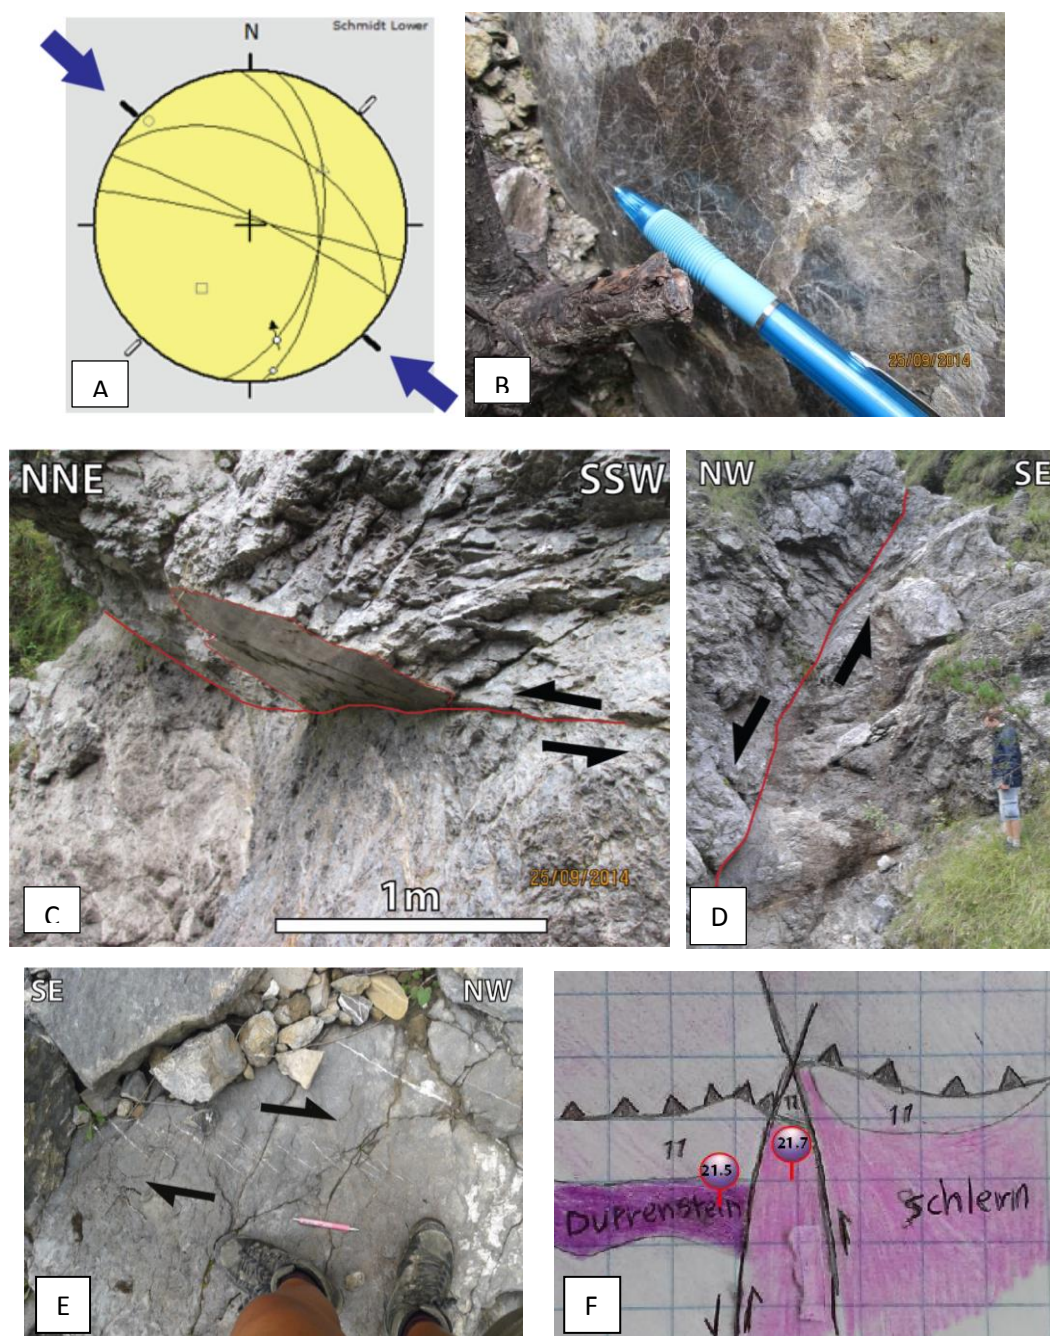 Schmidt Lower
N
A
25/09/2014
B
NNE
SSW
25/09/2014
1m
C
NW
SE
D
SE
NW
E
11
11
11
21.7
21.5
Duprenstein
Schlern
F